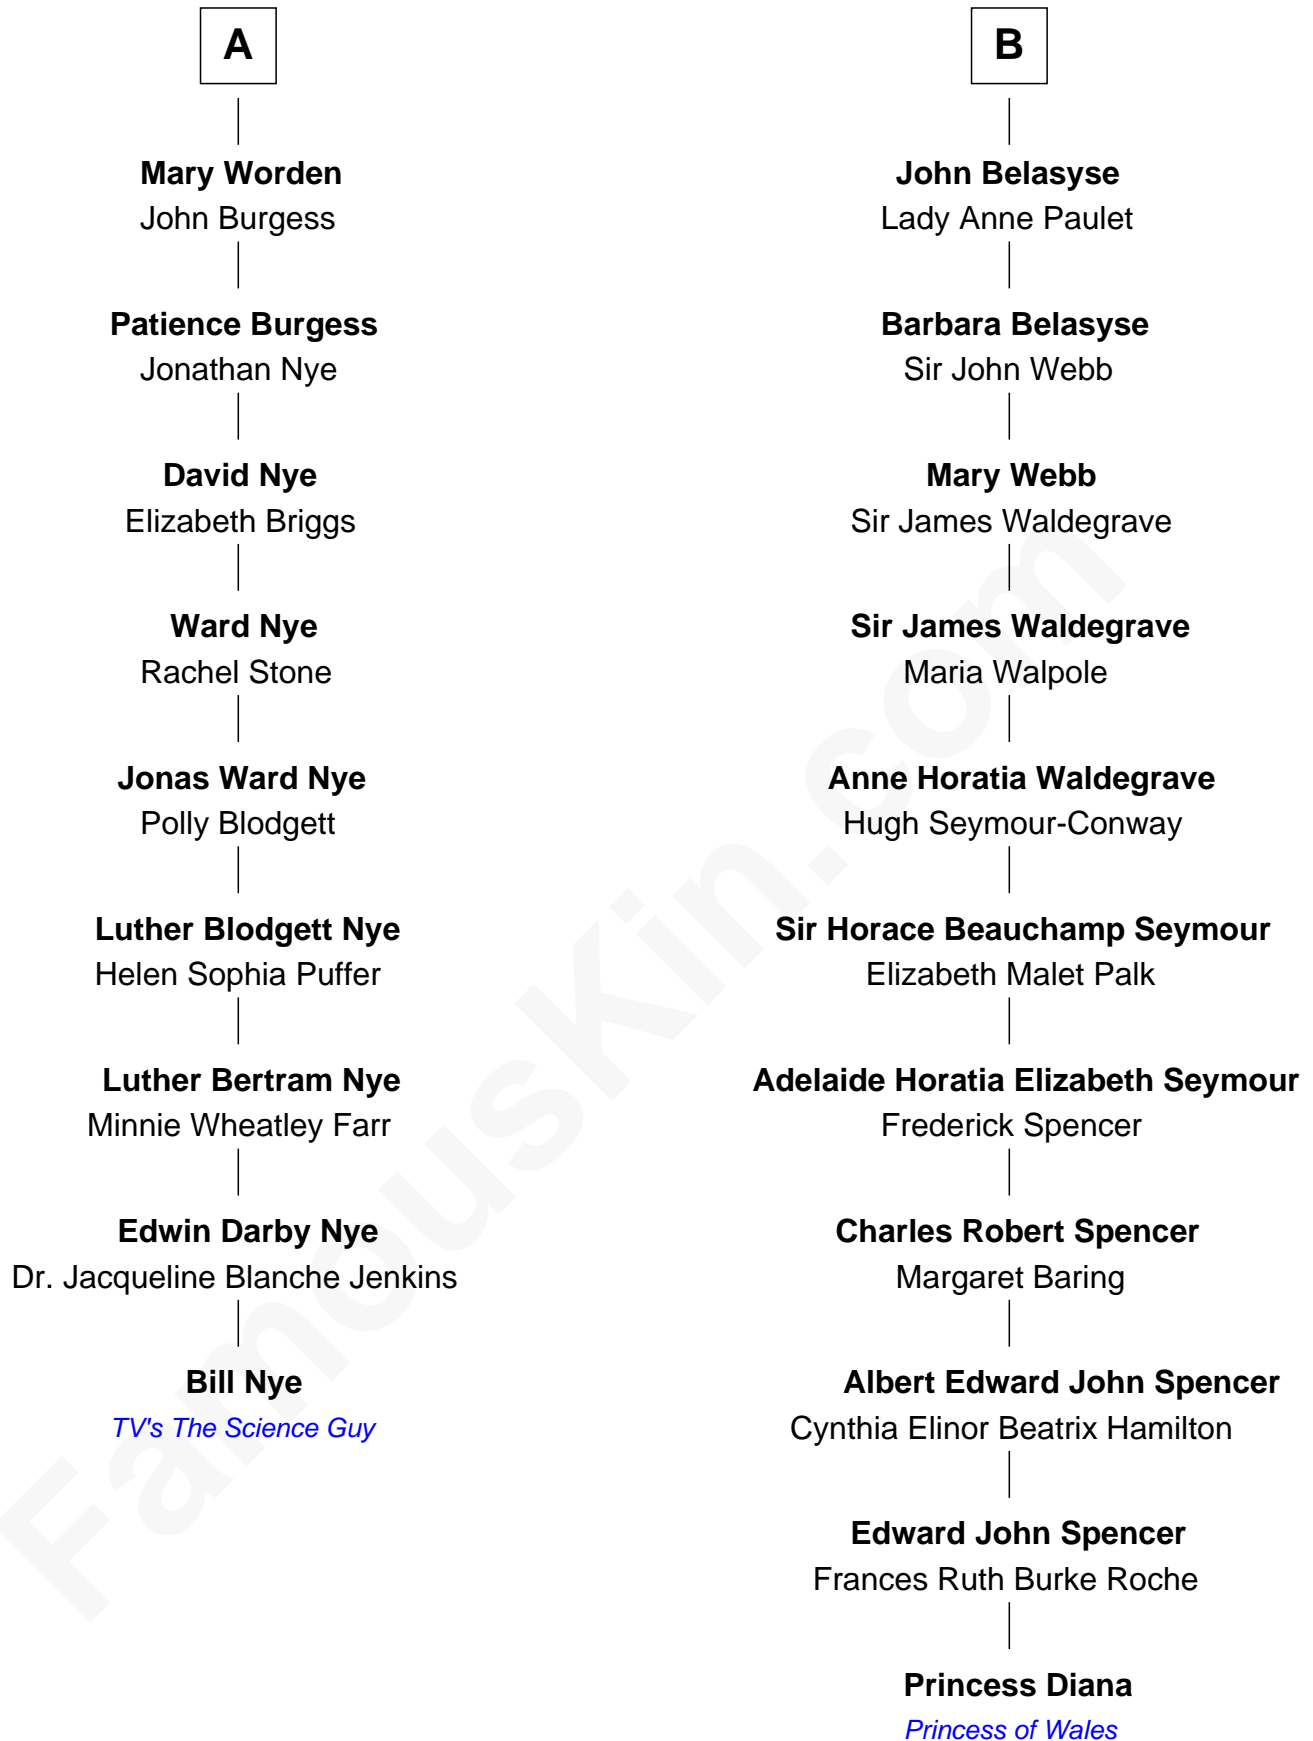 A
Mary Worden
John Burgess
Patience Burgess
Jonathan Nye
David Nye
Elizabeth Briggs
Ward Nye
Rachel Stone
Jonas Ward Nye
Polly Blodgett
Luther Blodgett Nye
Helen Sophia Puffer
Luther Bertram Nye
Minnie Wheatley Farr
Edwin Darby Nye
Dr. Jacqueline Blanche Jenkins
Bill Nye
TV's The Science Guy
B
John Belasyse
Lady Anne Paulet
Barbara Belasyse
Sir John Webb
Mary Webb
Sir James Waldegrave
Sir James Waldegrave
Maria Walpole
Anne Horatia Waldegrave
Hugh Seymour-Conway
Sir Horace Beauchamp Seymour
Elizabeth Malet Palk
Adelaide Horatia Elizabeth Seymour
Frederick Spencer
Charles Robert Spencer
Margaret Baring
Albert Edward John Spencer
Cynthia Elinor Beatrix Hamilton
Edward John Spencer
Frances Ruth Burke Roche
Princess Diana
Princess of Wales
FamousKin.com